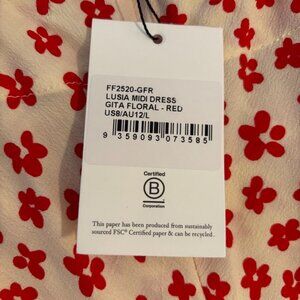 FF2520-GFR
LUSIA MIDI DRESS
GITA FLORAL - RED
US8/AU12/L
9 359093 073585
Certified
B
Corporation
This paper has been produced from sustainably
sourced FSC® Certified paper & can be recycled.